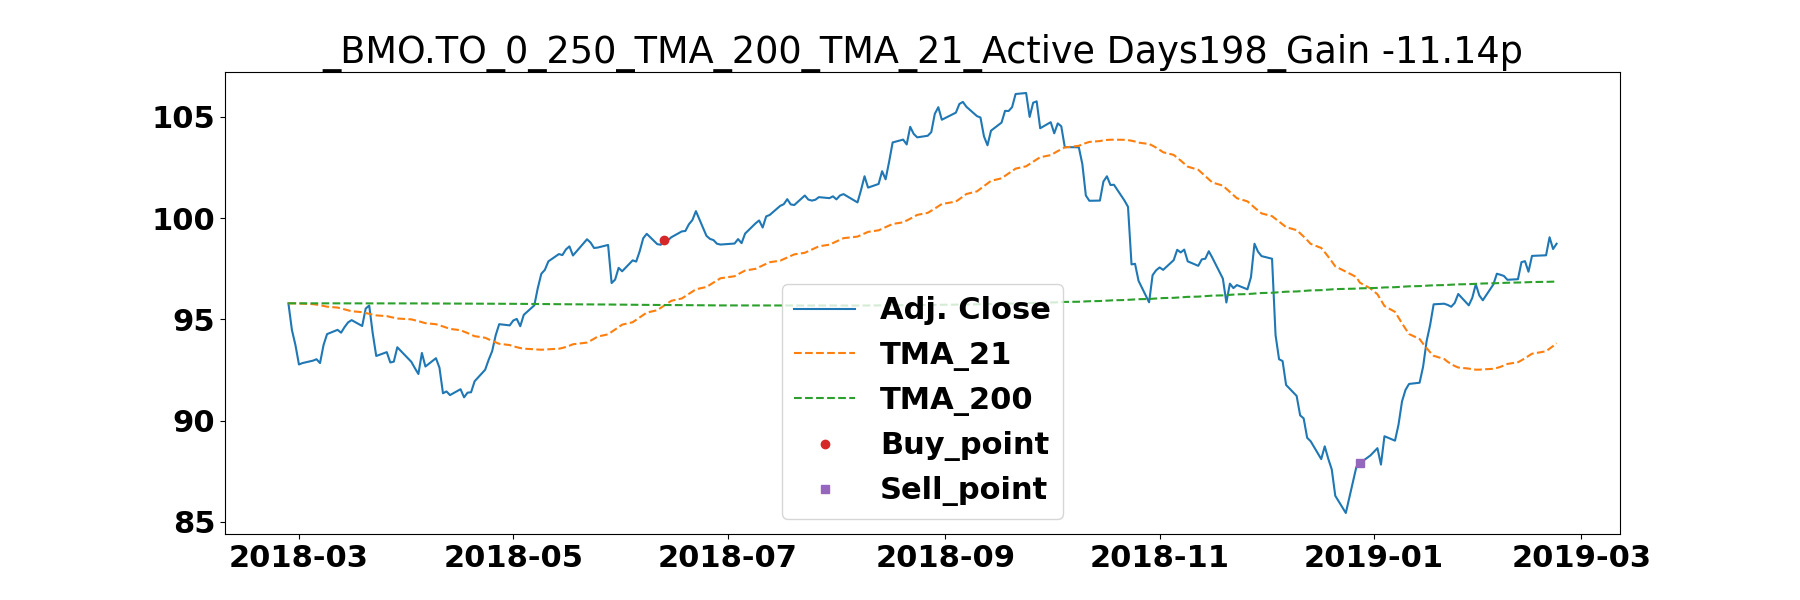 _BMO.TO_0_250_TMA_200_TMA_21_Active Days198_Gain -11.14p
105
100
95
90
85
Adj. Close
TMA_21
TMA_200
Buy_point
Sell_point
2018-03 2018-05 2018-07 2018-09 2018-11 2019-01 2019-03